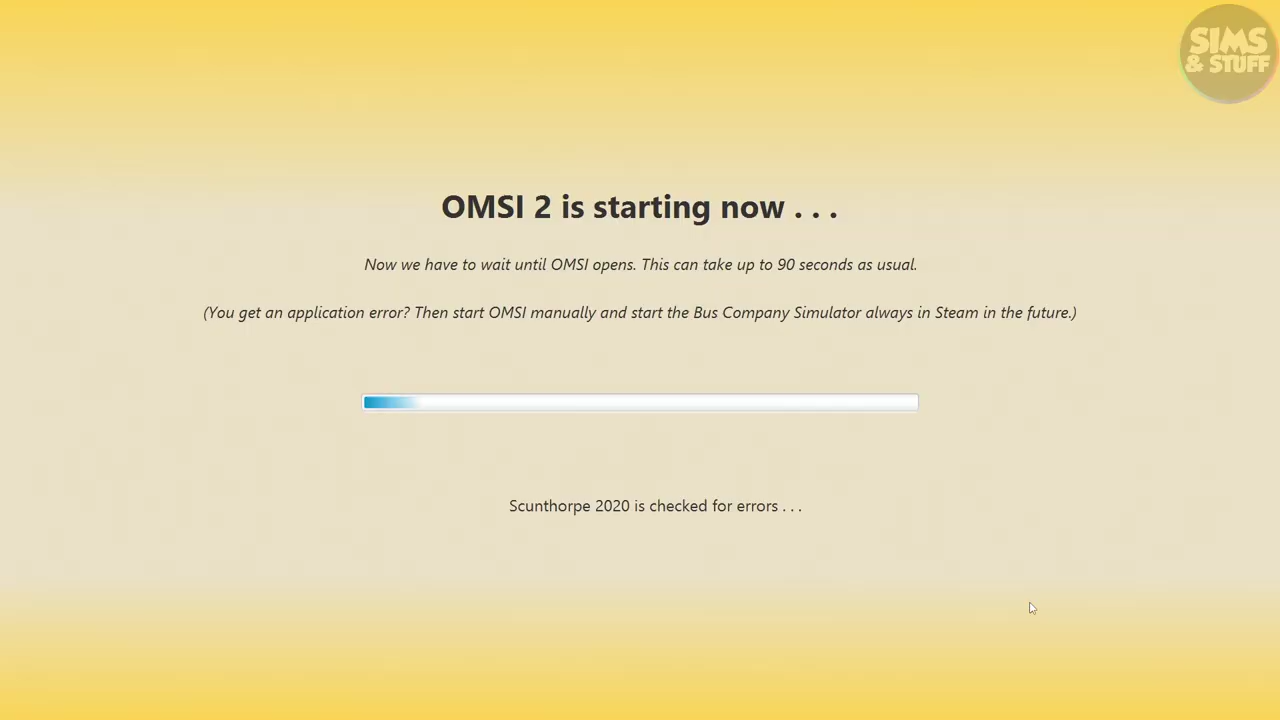 SIMS
& STUFF
OMSI 2 is starting now . . .
Now we have to wait until OMSI opens. This can take up to 90 seconds as usual.
(You get an application error? Then start OMSI manually and start the Bus Company Simulator always in Steam in the future.)
Scunthorpe 2020 is checked for errors . . .